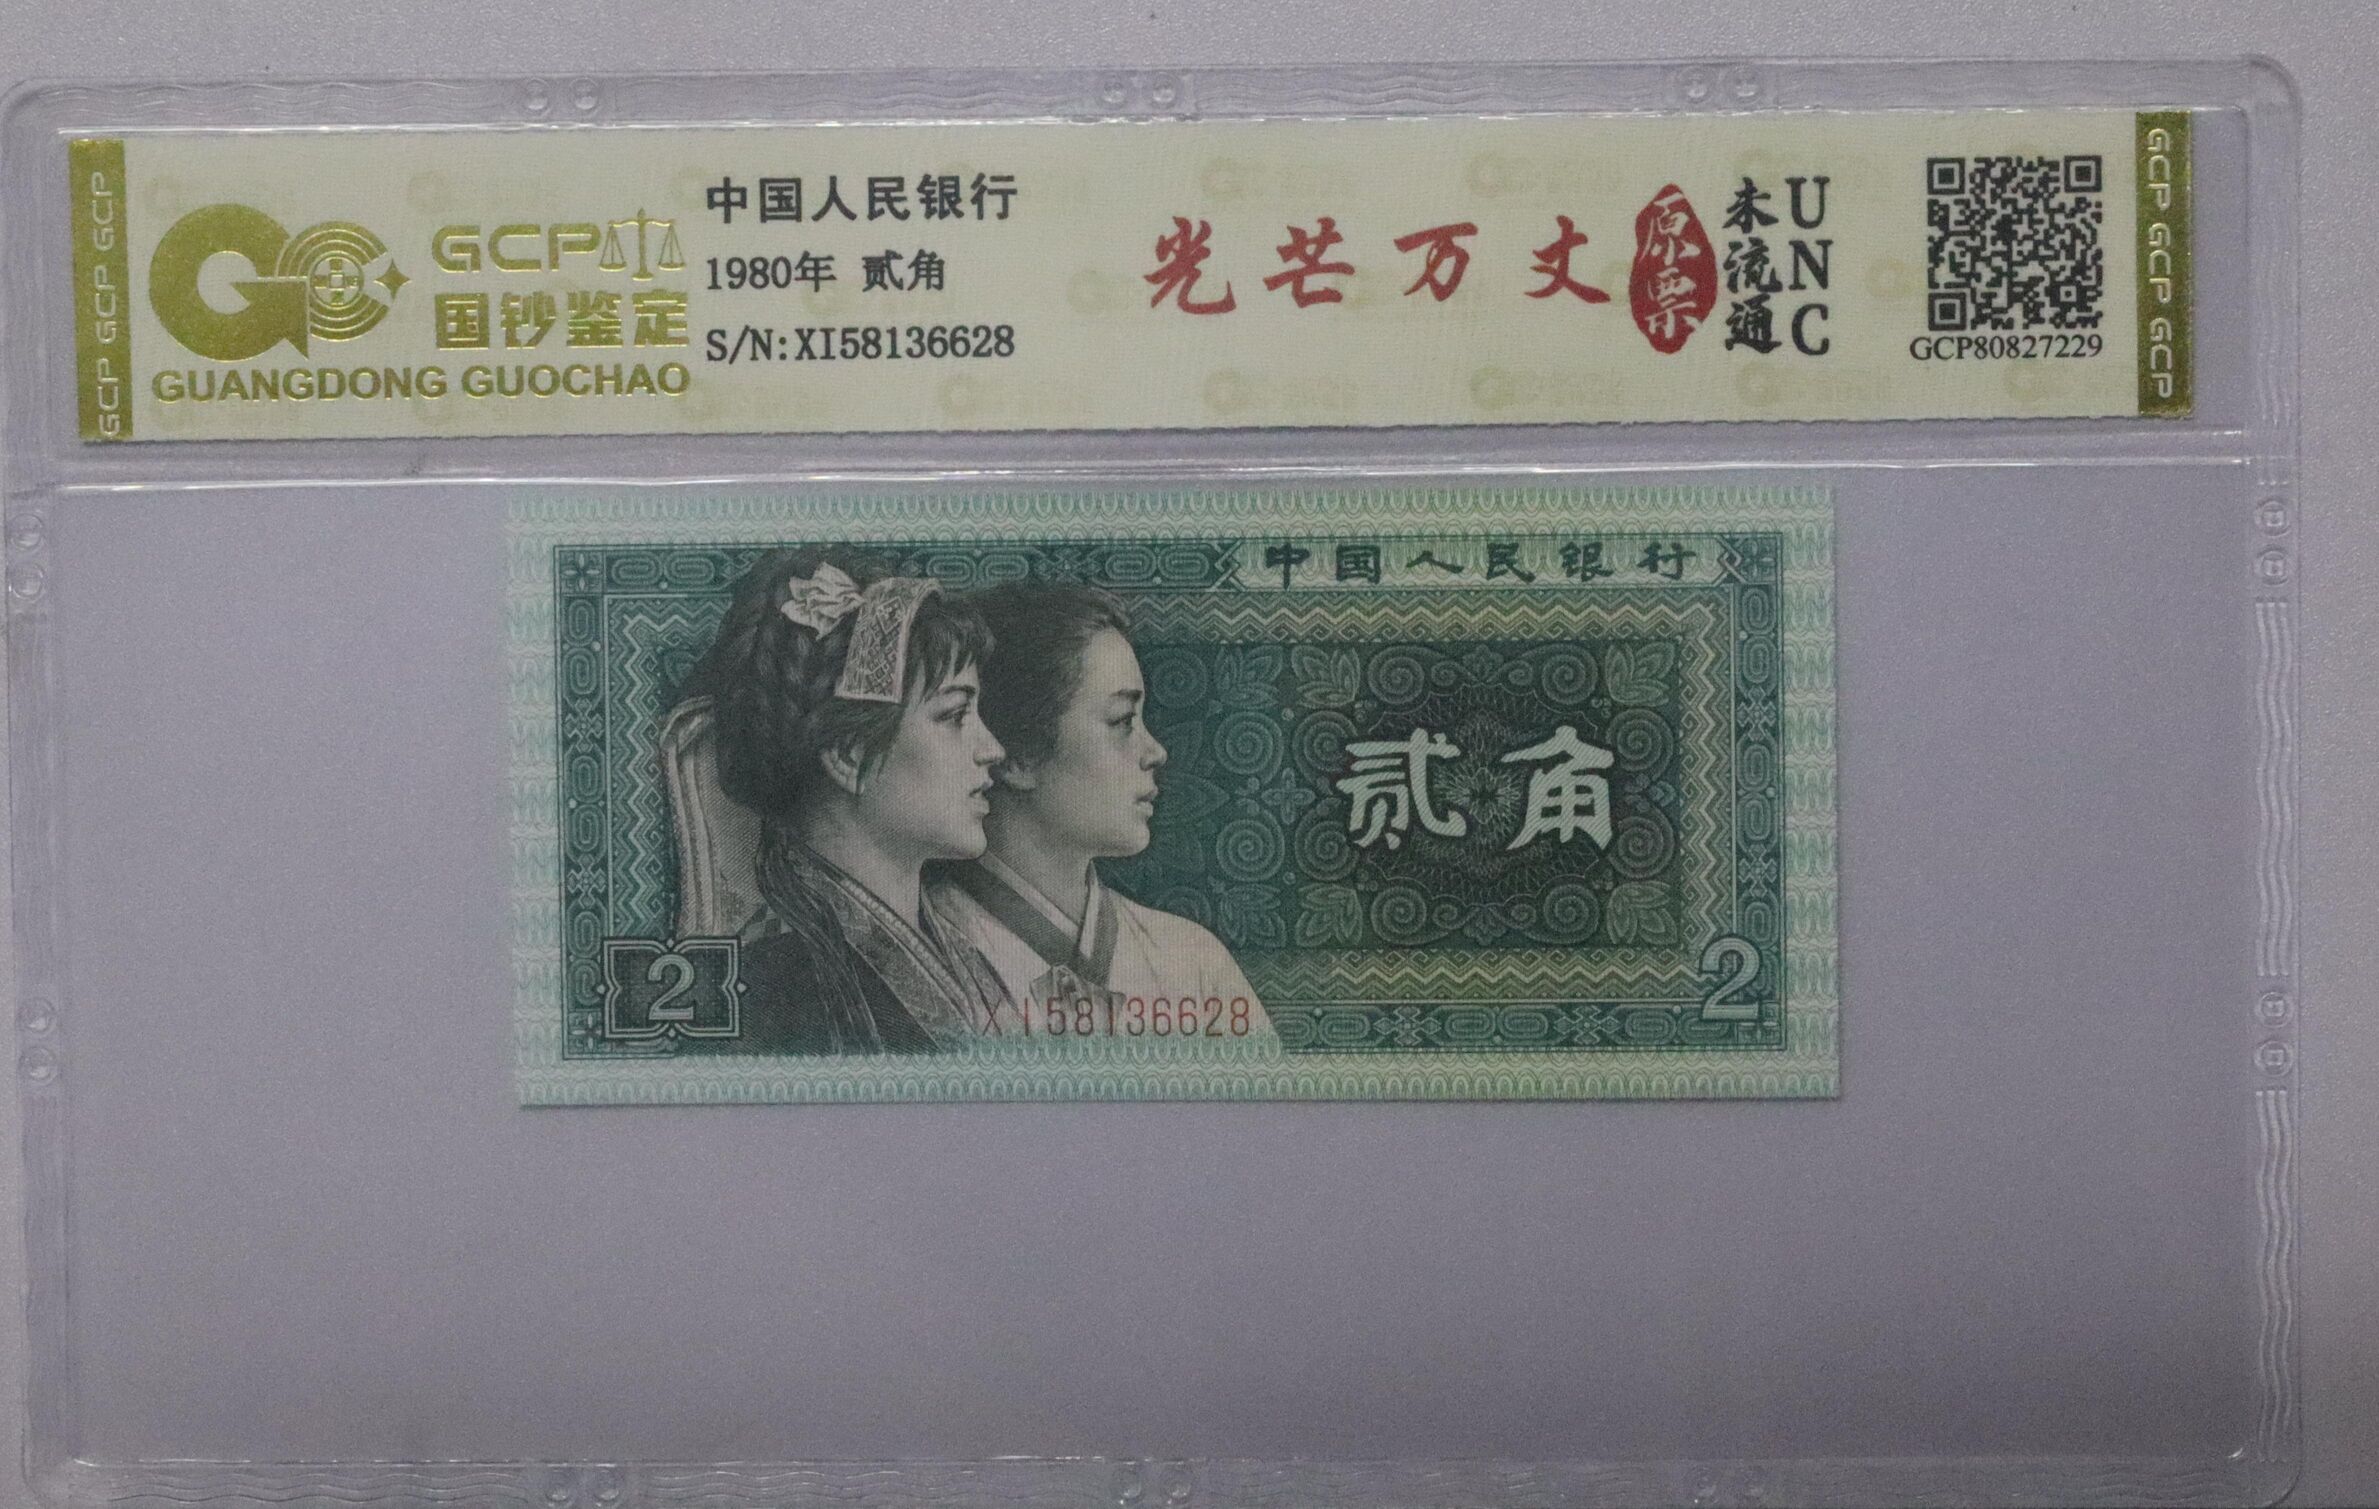 GCP GCP GCP
GCP
国钞鉴定
GUANGDONG GUOCHAO
中国人民银行
1980年 贰角
S/N:XI58136628
光芒万丈
原票
未流通
UNC
GCP80827229
GCP GCP GCP
中国人民银行
贰角
2
XI58136628
2